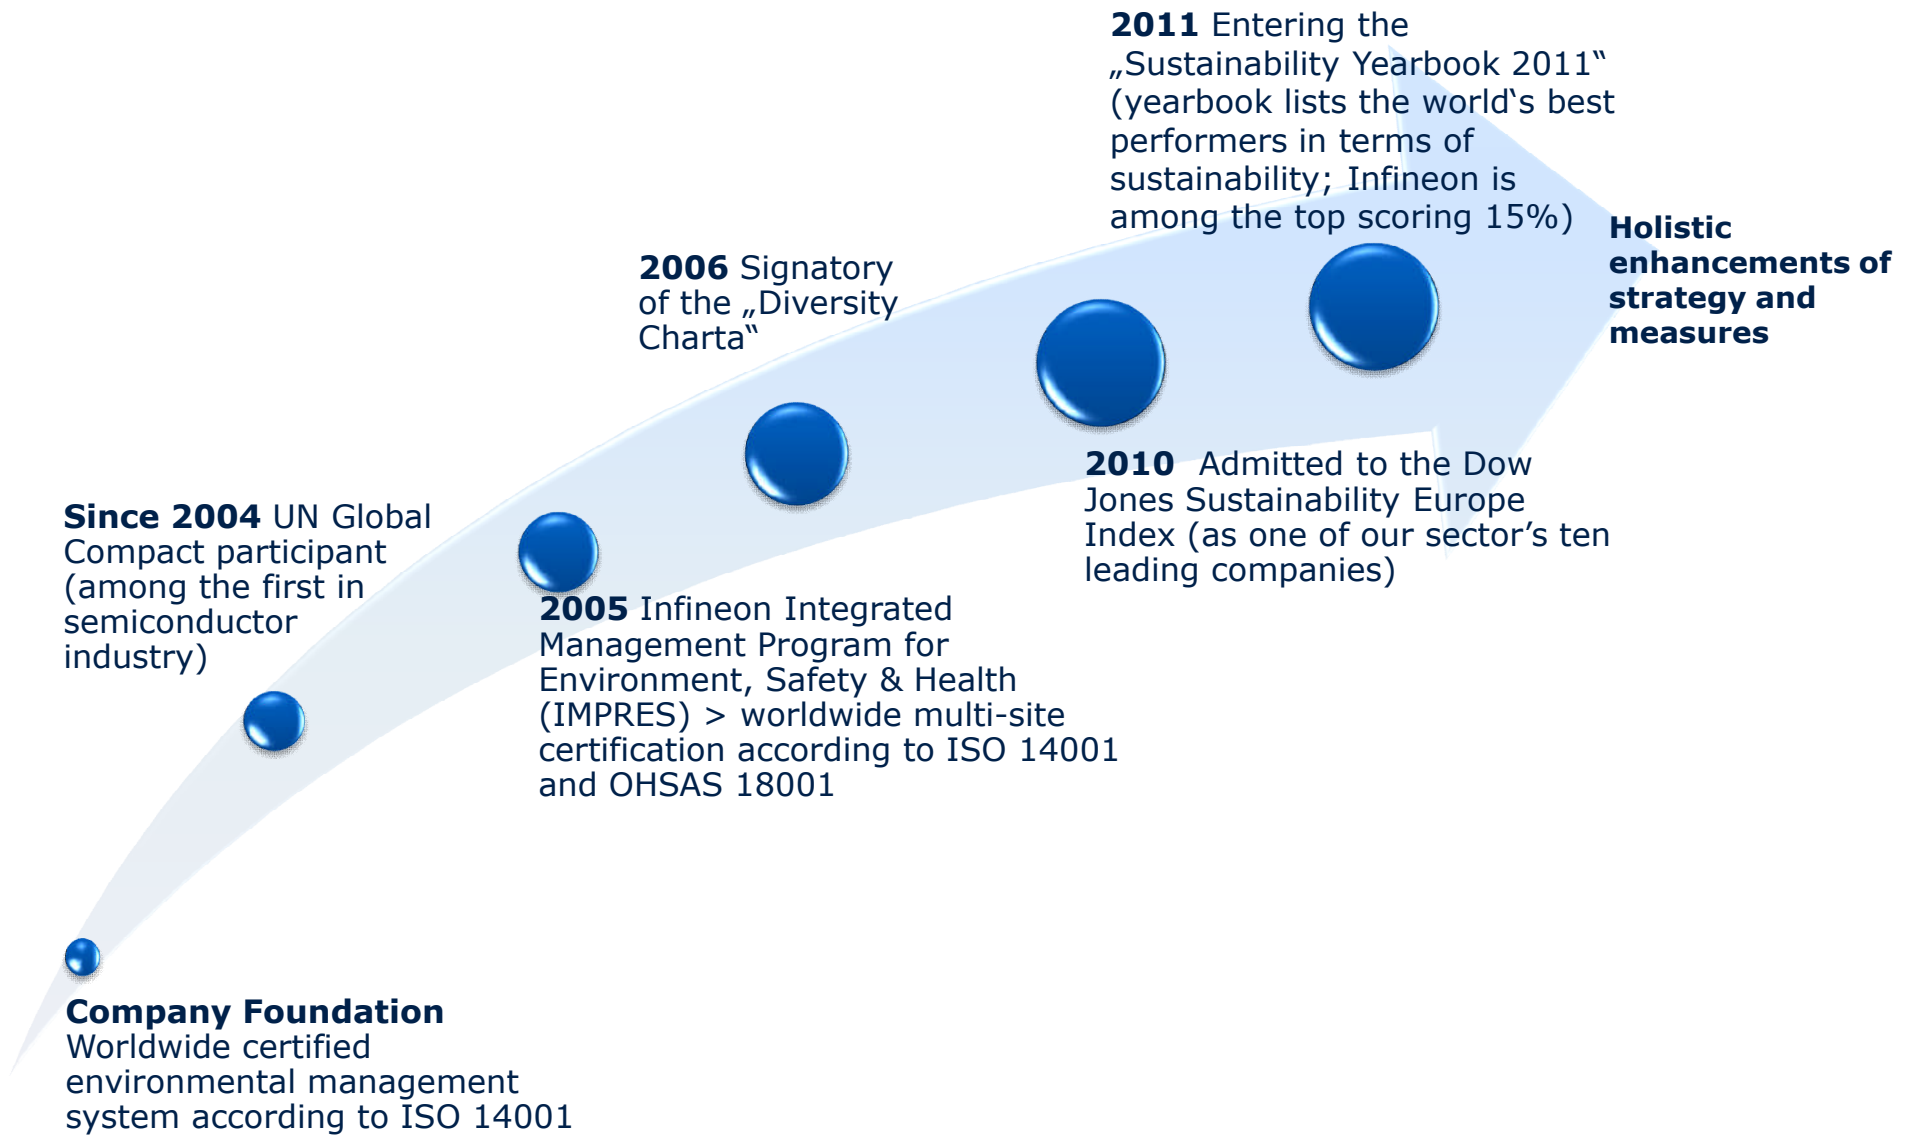 2011 Entering the
„Sustainability Yearbook 2011“
(yearbook lists the world‘s best
performers in terms of
sustainability; Infineon is
among the top scoring 15%)
Holistic
enhancements of
strategy and
measures
2006 Signatory
of the „Diversity
Charta“
2010  Admitted to the Dow
Jones Sustainability Europe
Index (as one of our sector’s ten
leading companies)
Since 2004 UN Global
Compact participant
(among the first in
semiconductor
industry)
2005 Infineon Integrated
Management Program for
Environment, Safety & Health
(IMPRES) > worldwide multi-site
certification according to ISO 14001
and OHSAS 18001
Company Foundation
Worldwide certified
environmental management
system according to ISO 14001